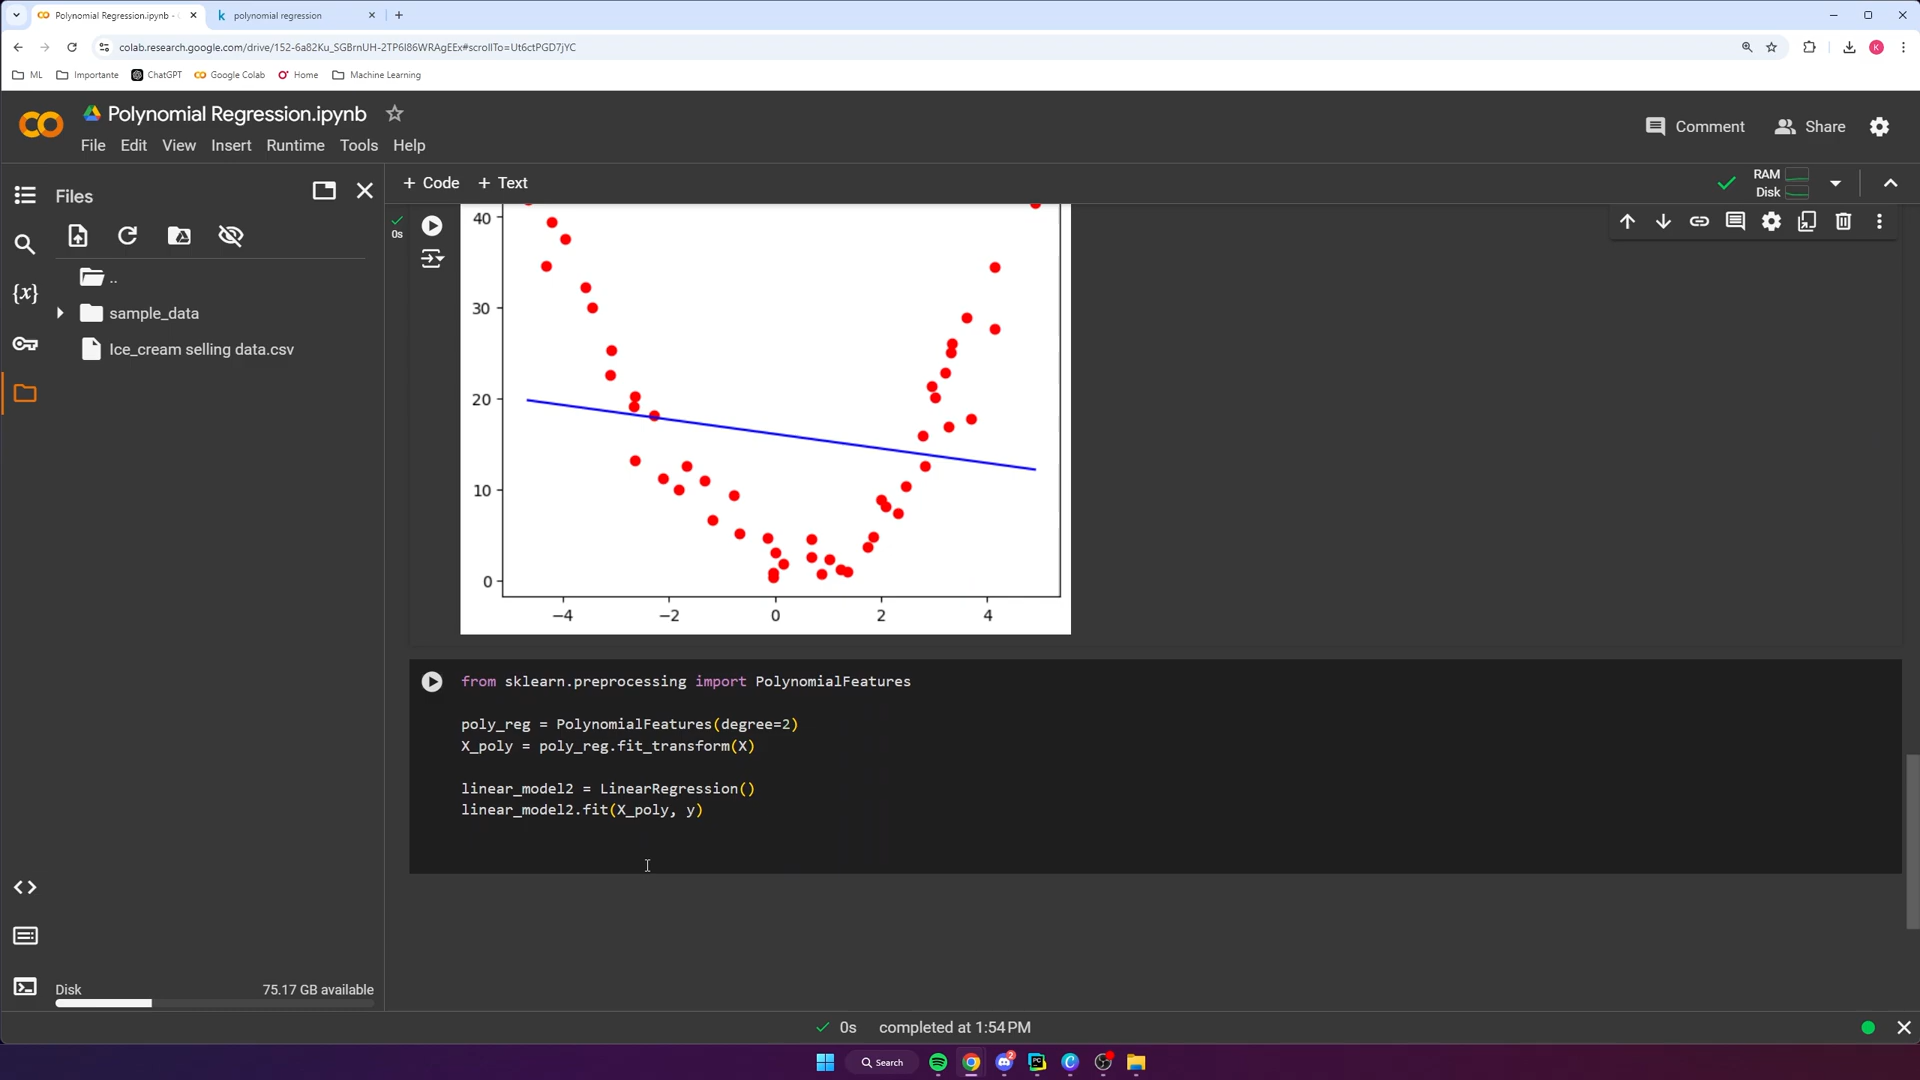 Polynomial Regression.ipynb -
polynomial regression
colab.research.google.com/drive/152-6a82Ku_SGBrnUH-2TP6I86WRAgEEx#scrollTo=Ut6ctPGD7jYC
K
ML
Importante
ChatGPT
Google Colab
Home
Machine Learning
Polynomial Regression.ipynb
File Edit View Insert Runtime Tools Help
Comment
Share
Files
+ Code + Text
RAM
Disk
0s
..
sample_data
Ice_cream selling data.csv
{x}
40
30
20
10
0
−4 −2 0 2 4
from sklearn.preprocessing import PolynomialFeatures
poly_reg = PolynomialFeatures(degree=2)
X_poly = poly_reg.fit_transform(X)
linear_model2 = LinearRegression()
linear_model2.fit(X_poly, y)
Disk 75.17 GB available
0s completed at 1:54 PM
Search
2